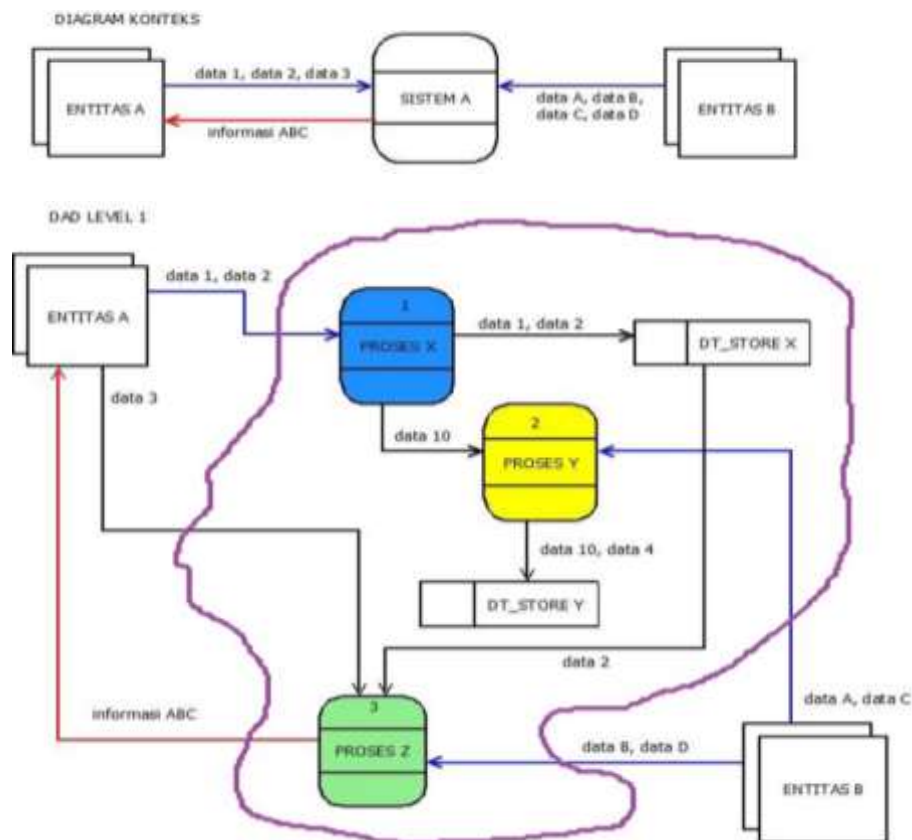 DIAGRAM KONTEKS
ENTITAS A
data 1, data 2, data 3
informasi ABC
SISTEM A
data A, data B,
data C, data D
ENTITAS B
DAD LEVEL 1
ENTITAS A
data 1, data 2
1
PROSES X
data 1, data 2
DT_STORE X
data 3
data 10
2
PROSES Y
data 10, data 4
DT_STORE Y
data 2
informasi ABC
3
PROSES Z
data B, data D
data A, data C
ENTITAS B